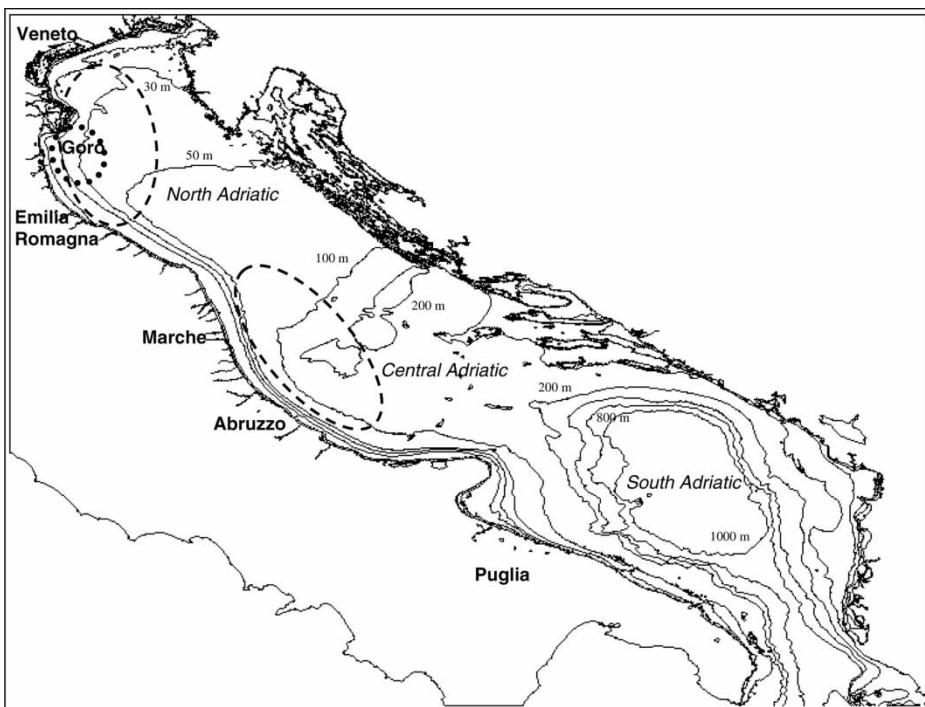 Veneto
30 m
Goro
50 m
North Adriatic
Emilia
Romagna
100 m
200 m
Marche
Central Adriatic
200 m
Abruzzo
800 m
South Adriatic
1000 m
Puglia